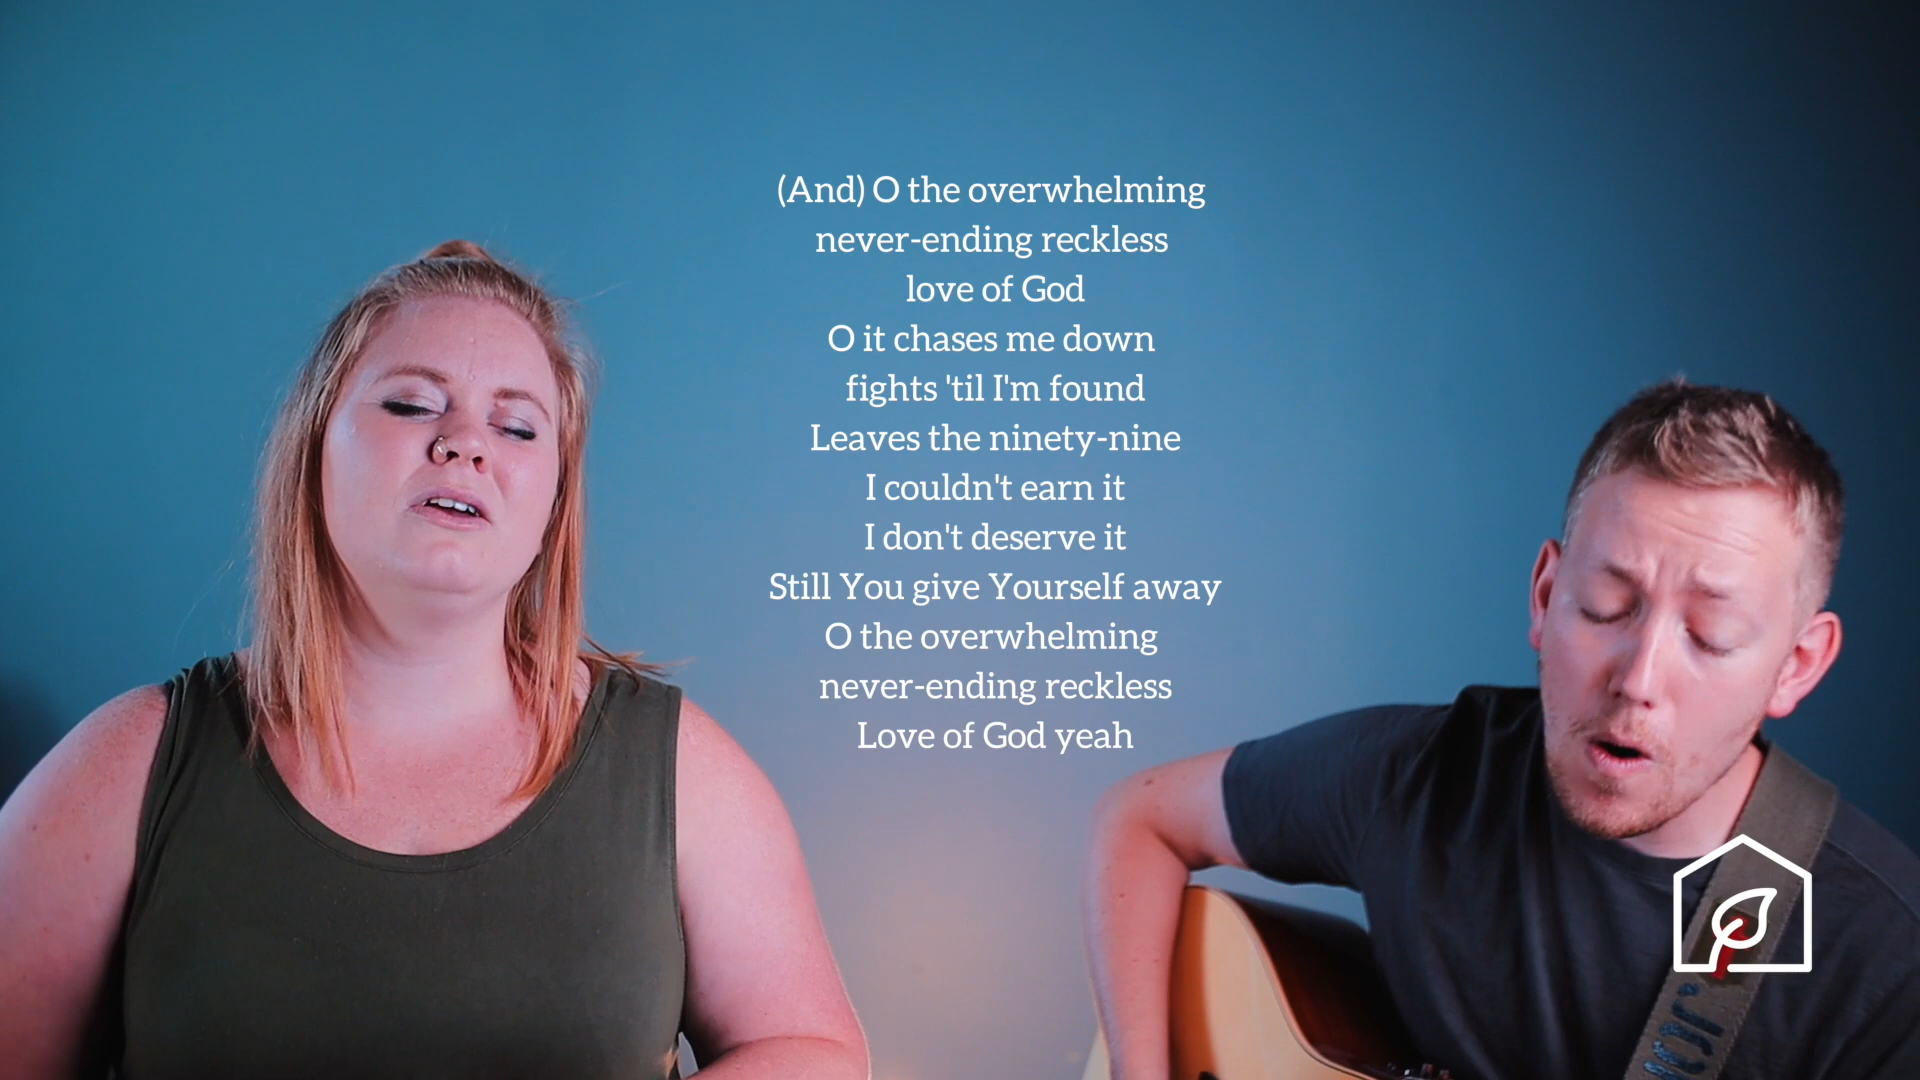 (And) O the overwhelming
never-ending reckless
love of God
O it chases me down
fights 'til I'm found
Leaves the ninety-nine
I couldn't earn it
I don't deserve it
Still You give Yourself away
O the overwhelming
never-ending reckless
Love of God yeah